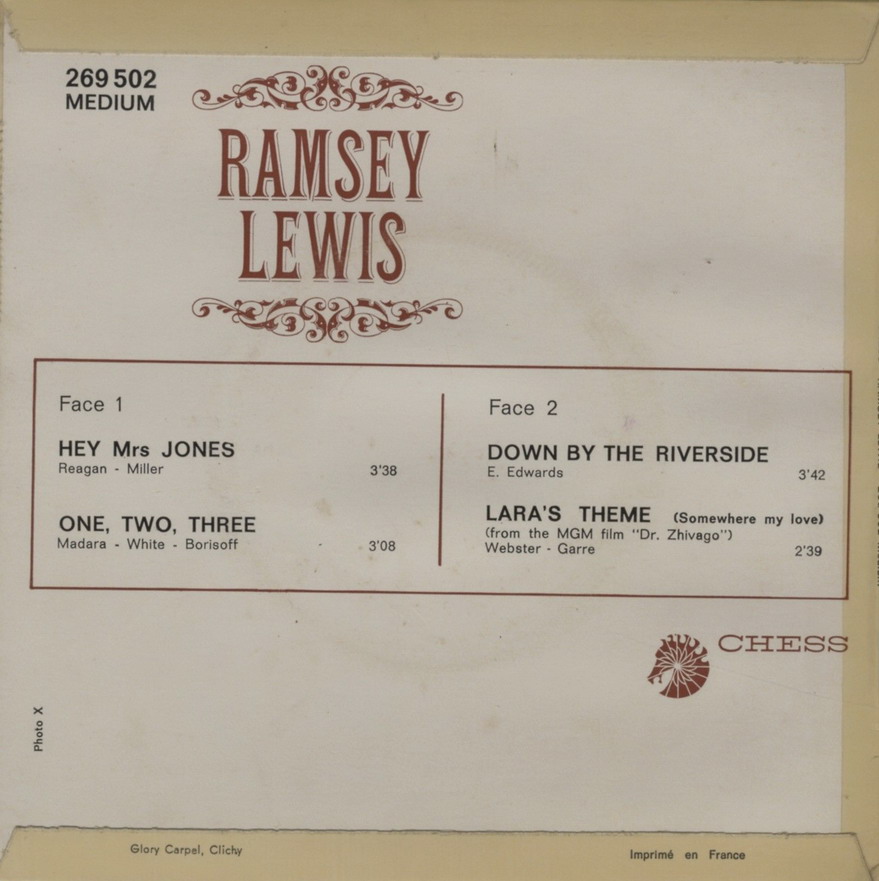 269 502
MEDIUM
RAMSEY
LEWIS
Face 1
HEY Mrs JONES
Reagan - Miller 3'38
ONE, TWO, THREE
Madara - White - Borisoff 3'08
Face 2
DOWN BY THE RIVERSIDE
E. Edwards 3'42
LARA'S THEME (Somewhere my love)
(from the MGM film "Dr. Zhivago")
Webster - Garre 2'39
CHESS
Photo X
Glory Carpel, Clichy
Imprimé en France